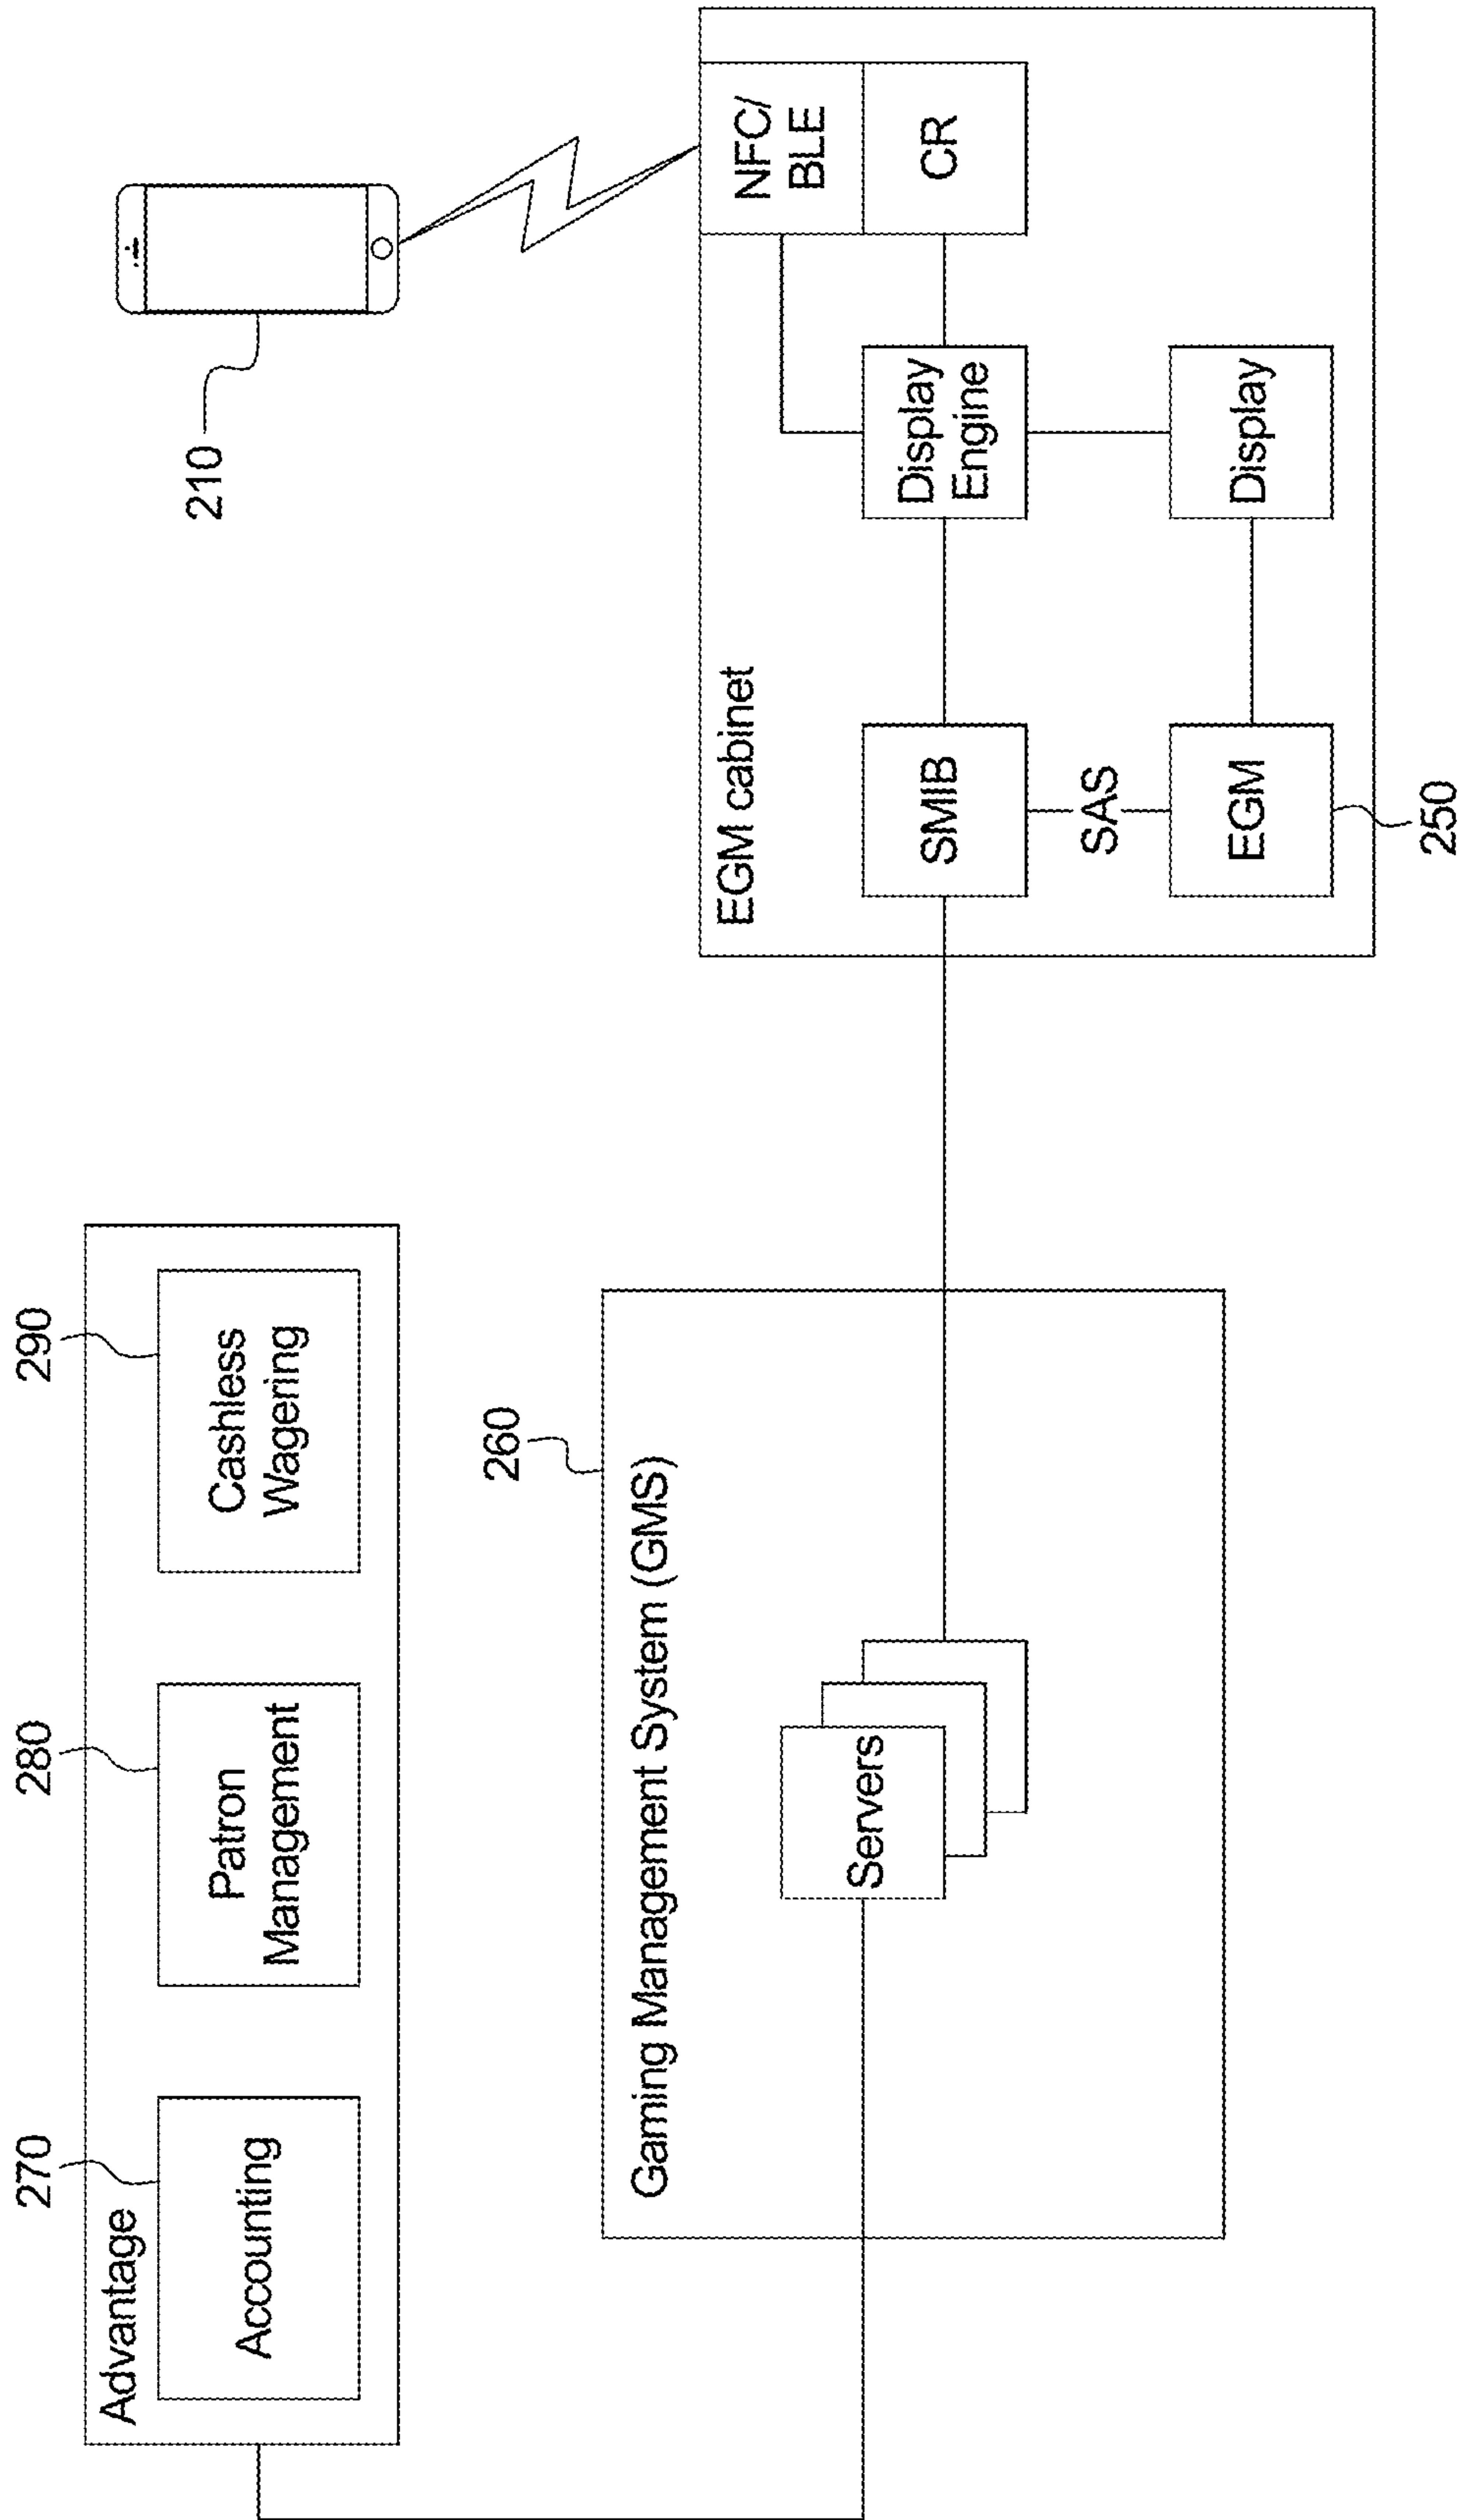 270
280
290
Advantage
Accounting
Patron
Management
Cashless
Wagering
210
260
Gaming Management System (GMS)
Servers
EGM cabinet
NFC/
BLE
CR
SMIB
Display
Engine
SAS
EGM
Display
250